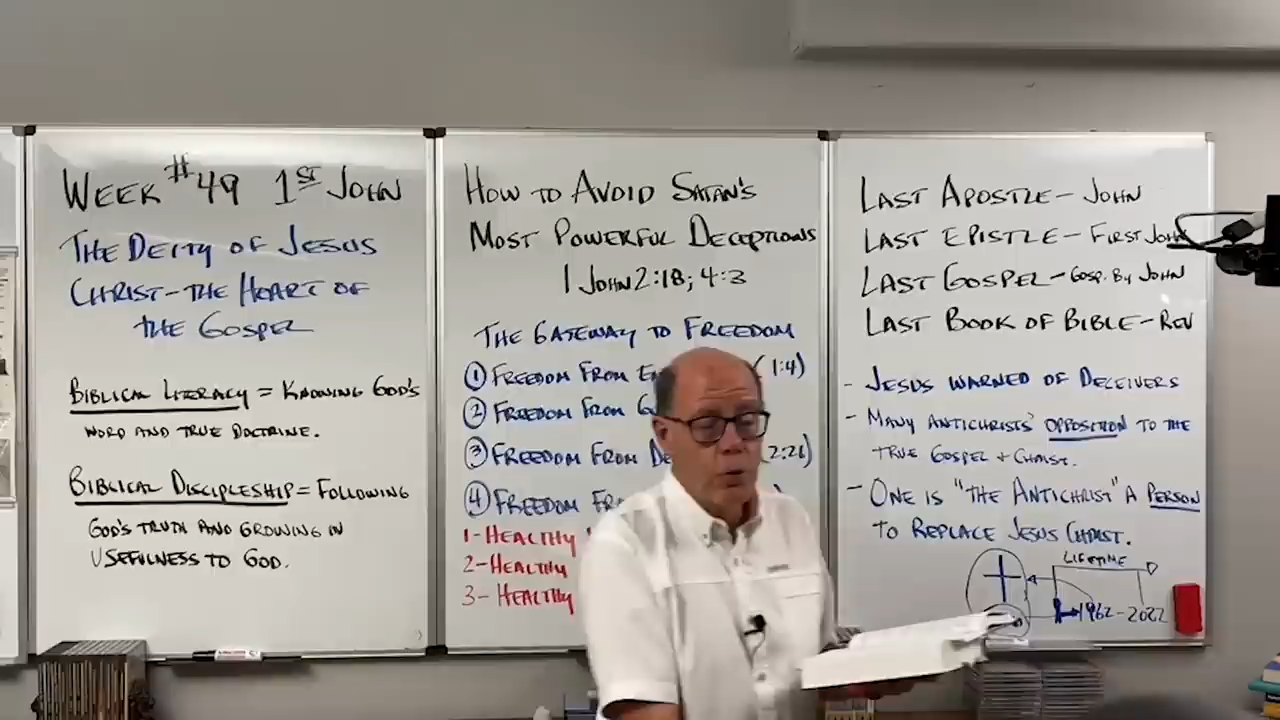 WEEK #49 1ST JOHN
THE DEITY OF JESUS
CHRIST-THE HEART OF
THE GOSPEL
BIBLICAL LITERACY = KNOWING GOD'S
WORD AND TRUE DOCTRINE.
BIBLICAL DISCIPLESHIP = FOLLOWING
GOD'S TRUTH AND GROWING IN
USEFULNESS TO GOD.
HOW TO AVOID SATAN'S
MOST POWERFUL DECEPTIONS
1 JOHN 2:18; 4:3
THE GATEWAY TO FREEDOM
① FREEDOM FROM (1:4)
② FREEDOM FROM
③ FREEDOM FROM
④ FREEDOM
1-HEALTHY
2-HEALTHY
3-HEALTHY
LAST APOSTLE-JOHN
LAST EPISTLE-FIRST JOHN
LAST GOSPEL-GOSP. BY JOHN
LAST BOOK OF BIBLE-REV
- JESUS WARNED OF DECEIVERS
- MANY ANTICHRISTS' OPPOSITION TO THE
TRUE GOSPEL + CHRIST.
- ONE IS "THE ANTICHRIST" A PERSON
TO REPLACE JESUS CHRIST.
LIFETIME
1962-2022